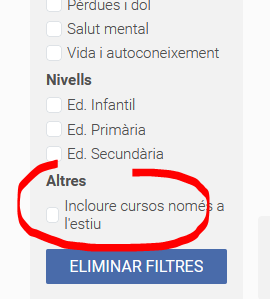 Pèrdues i dol
Salut mental
Vida i autoconeixement
Nivells
Ed. Infantil
Ed. Primària
Ed. Secundària
Altres
Incloure cursos només a
l'estiu
ELIMINAR FILTRES